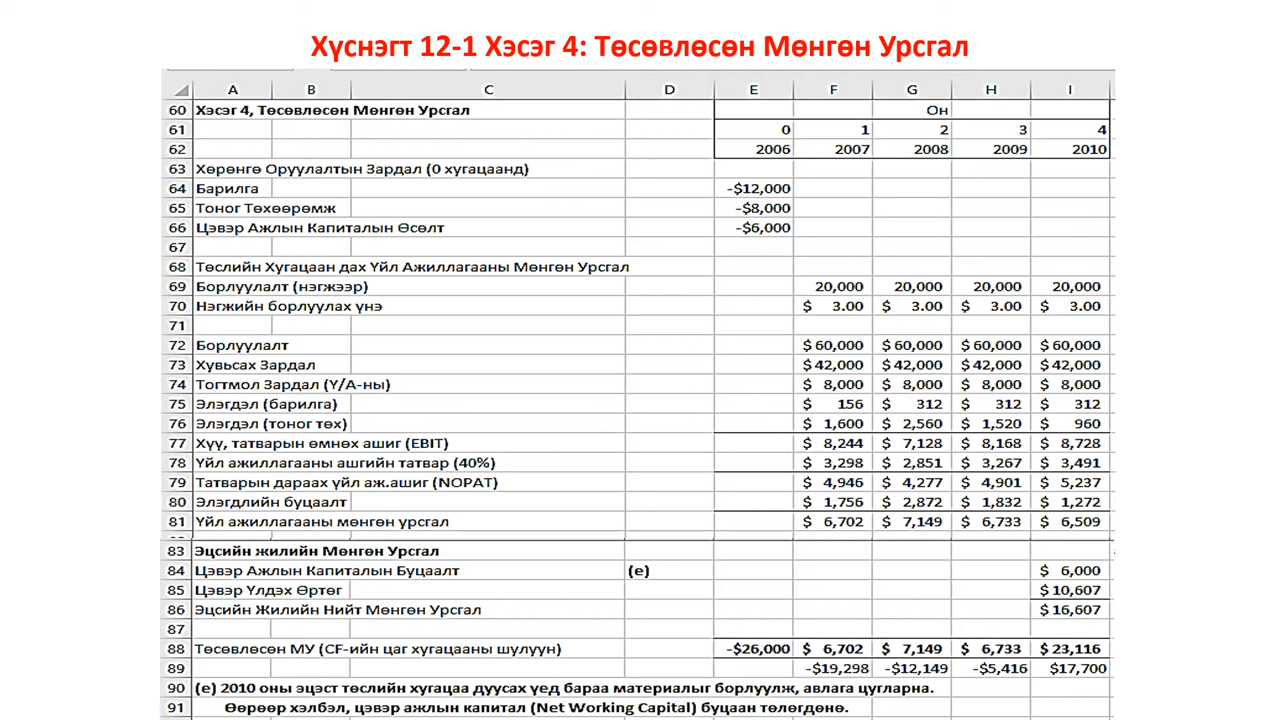 Хүснэгт 12-1 Хэсэг 4: Төсөвлөсөн Мөнгөн Урсгал
A B C D E F G H I
60 Хэсэг 4, Төсөвлөсөн Мөнгөн Урсгал Он
61 0 1 2 3 4
62 2006 2007 2008 2009 2010
63 Хөрөнгө Оруулалтын Зардал (0 хугацаанд)
64 Барилга -$12,000
65 Тоног Төхөөрөмж -$8,000
66 Цэвэр Ажлын Капиталын Өсөлт -$6,000
67
68 Төслийн Хугацаан дах Үйл Ажиллагааны Мөнгөн Урсгал
69 Борлуулалт (нэгжээр) 20,000 20,000 20,000 20,000
70 Нэгжийн борлуулах үнэ $ 3.00 $ 3.00 $ 3.00 $ 3.00
71
72 Борлуулалт $ 60,000 $ 60,000 $ 60,000 $ 60,000
73 Хувьсах Зардал $ 42,000 $ 42,000 $ 42,000 $ 42,000
74 Тогтмол Зардал (Ү/А-ны) $ 8,000 $ 8,000 $ 8,000 $ 8,000
75 Элэгдэл (барилга) $ 156 $ 312 $ 312 $ 312
76 Элэгдэл (тоног төх) $ 1,600 $ 2,560 $ 1,520 $ 960
77 Хүү, татварын өмнөх ашиг (EBIT) $ 8,244 $ 7,128 $ 8,168 $ 8,728
78 Үйл ажиллагааны ашгийн татвар (40%) $ 3,298 $ 2,851 $ 3,267 $ 3,491
79 Татварын дараах үйл аж.ашиг (NOPAT) $ 4,946 $ 4,277 $ 4,901 $ 5,237
80 Элэгдлийн буцаалт $ 1,756 $ 2,872 $ 1,832 $ 1,272
81 Үйл ажиллагааны мөнгөн урсгал $ 6,702 $ 7,149 $ 6,733 $ 6,509
83 Эцсийн жилийн Мөнгөн Урсгал
84 Цэвэр Ажлын Капиталын Буцаалт (e) $ 6,000
85 Цэвэр Үлдэх Өртөг $ 10,607
86 Эцсийн Жилийн Нийт Мөнгөн Урсгал $ 16,607
87
88 Төсөвлөсөн МУ (CF-ийн цаг хугацааны шулуун) -$26,000 $ 6,702 $ 7,149 $ 6,733 $ 23,116
89 -$19,298 -$12,149 -$5,416 $17,700
90 (e) 2010 оны эцэст төслийн хугацаа дуусах үед бараа материалыг борлуулж, авлага цугларна.
91 Өөрөөр хэлбэл, цэвэр ажлын капитал (Net Working Capital) буцаан төлөгдөнө.